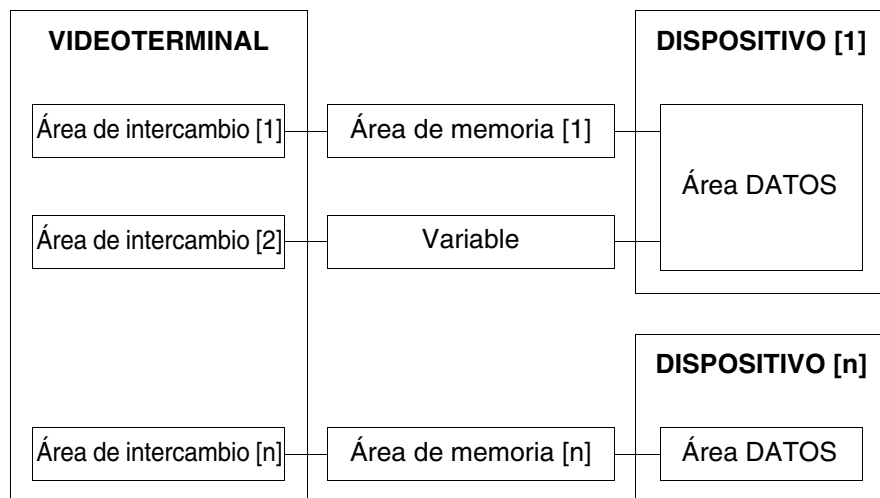 VIDEOTERMINAL
DISPOSITIVO [1]
Área de intercambio [1]
Área de memoria [1]
Área DATOS
Área de intercambio [2]
Variable
DISPOSITIVO [n]
Área de intercambio [n]
Área de memoria [n]
Área DATOS